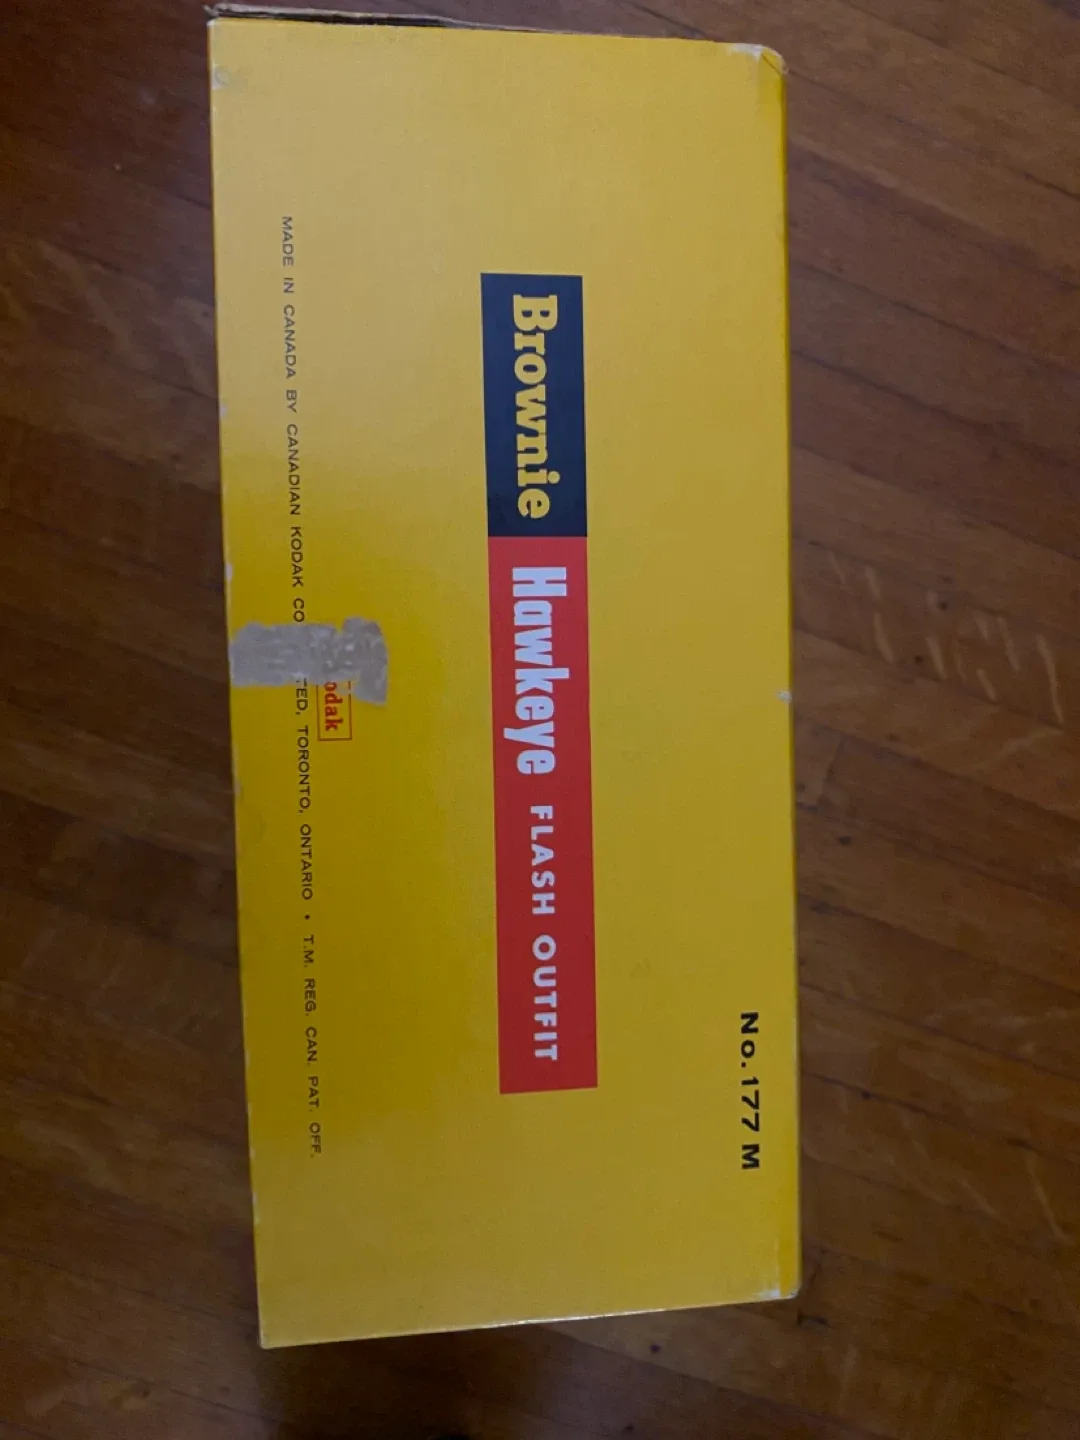 No. 177 M
Brownie Hawkeye FLASH OUTFIT
odak
MADE IN CANADA BY CANADIAN KODAK CO TED, TORONTO, ONTARIO • T.M. REG. CAN. PAT. OFF.